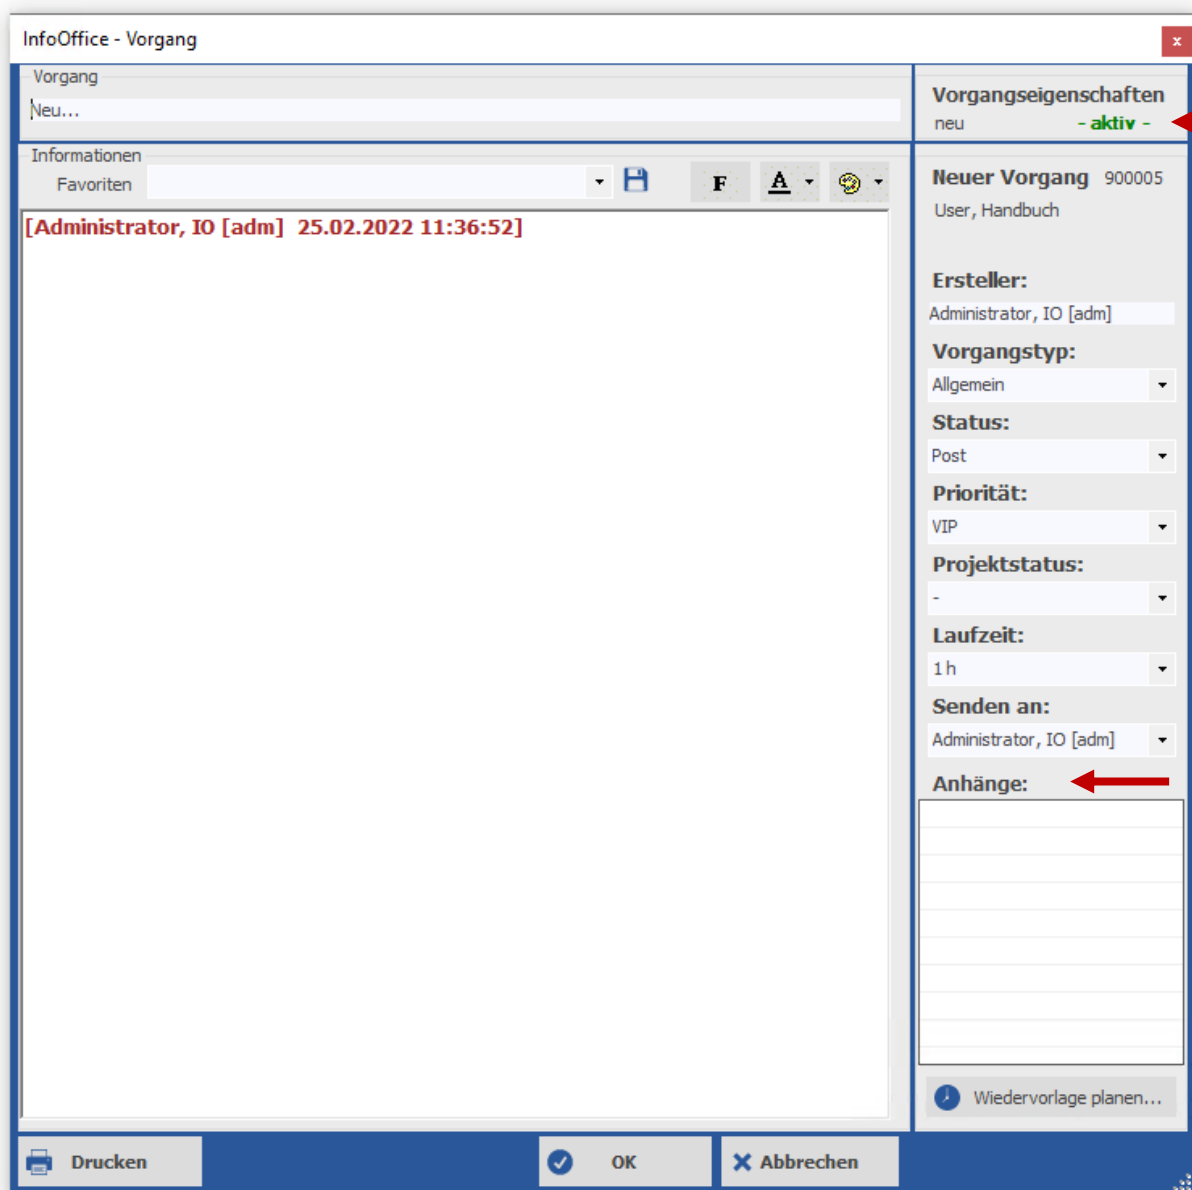 InfoOffice - Vorgang
x
Vorgang
Neu...
Vorgangseigenschaften
neu - aktiv -
Informationen
Favoriten
F A
[Administrator, IO [adm] 25.02.2022 11:36:52]
Neuer Vorgang 900005
User, Handbuch
Ersteller:
Administrator, IO [adm]
Vorgangstyp:
Allgemein
Status:
Post
Priorität:
VIP
Projektstatus:
-
Laufzeit:
1 h
Senden an:
Administrator, IO [adm]
Anhänge:
Wiedervorlage planen...
Drucken
OK
Abbrechen